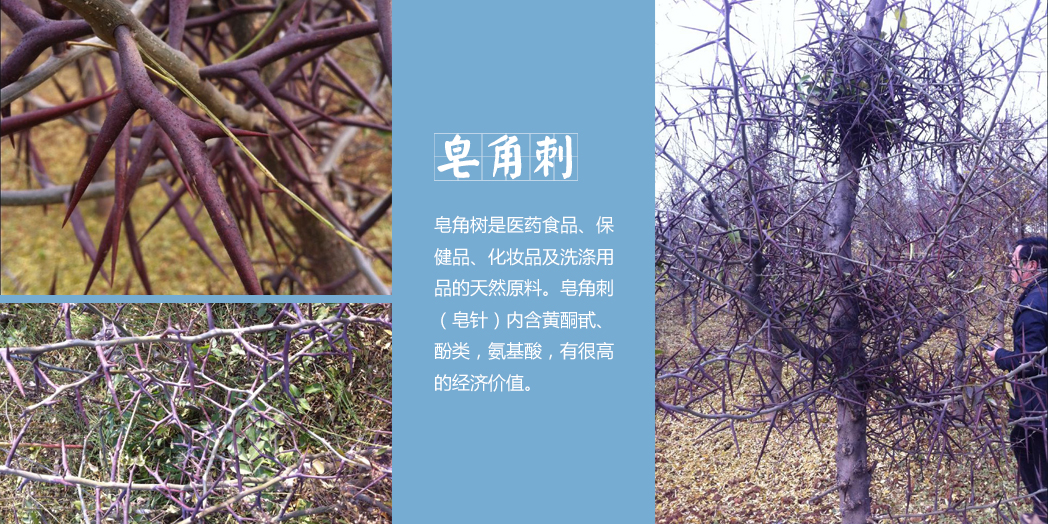 皂角刺
皂角树是医药食品、保
健品、化妆品及洗涤用
品的天然原料。皂角刺
（皂针）内含黄酮甙、
酚类，氨基酸，有很高
的经济价值。